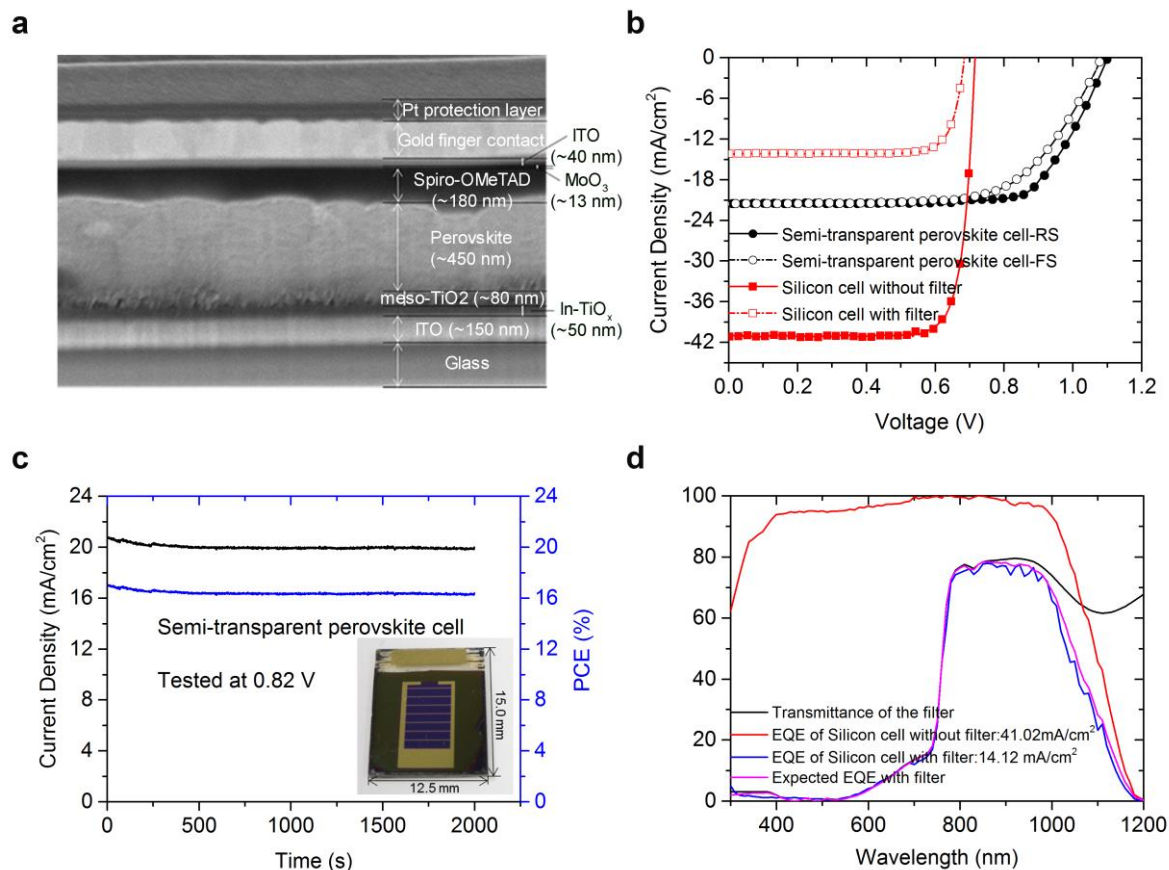 a
Pt protection layer
Gold finger contact
ITO
(~40 nm)
Spiro-OMeTAD
(~180 nm)
MoO3
(~13 nm)
Perovskite
(~450 nm)
meso-TiO2 (~80 nm)
In-TiOx
(~50 nm)
ITO (~150 nm)
Glass
b
0
-6
-12
-18
-24
-30
-36
-42
Current Density (mA/cm2)
Semi-transparent perovskite cell-RS
Semi-transparent perovskite cell-FS
Silicon cell without filter
Silicon cell with filter
0.0 0.2 0.4 0.6 0.8 1.0 1.2
Voltage (V)
c
24
20
16
12
8
4
0
Current Density (mA/cm2)
Semi-transparent perovskite cell
Tested at 0.82 V
15.0 mm
12.5 mm
24
20
16
12
8
4
0
PCE (%)
0 500 1000 1500 2000
Time (s)
d
100
80
60
40
20
0
Transmittance of the filter
EQE of Silicon cell without filter:41.02mA/cm2
EQE of Silicon cell with filter:14.12 mA/cm2
Expected EQE with filter
400 600 800 1000 1200
Wavelength (nm)